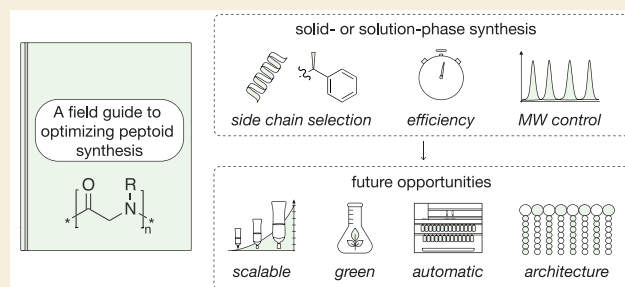 A field guide to
optimizing peptoid
synthesis
O
R
N
*
*
n
solid- or solution-phase synthesis
side chain selection
efficiency
MW control
future opportunities
scalable
green
automatic
architecture